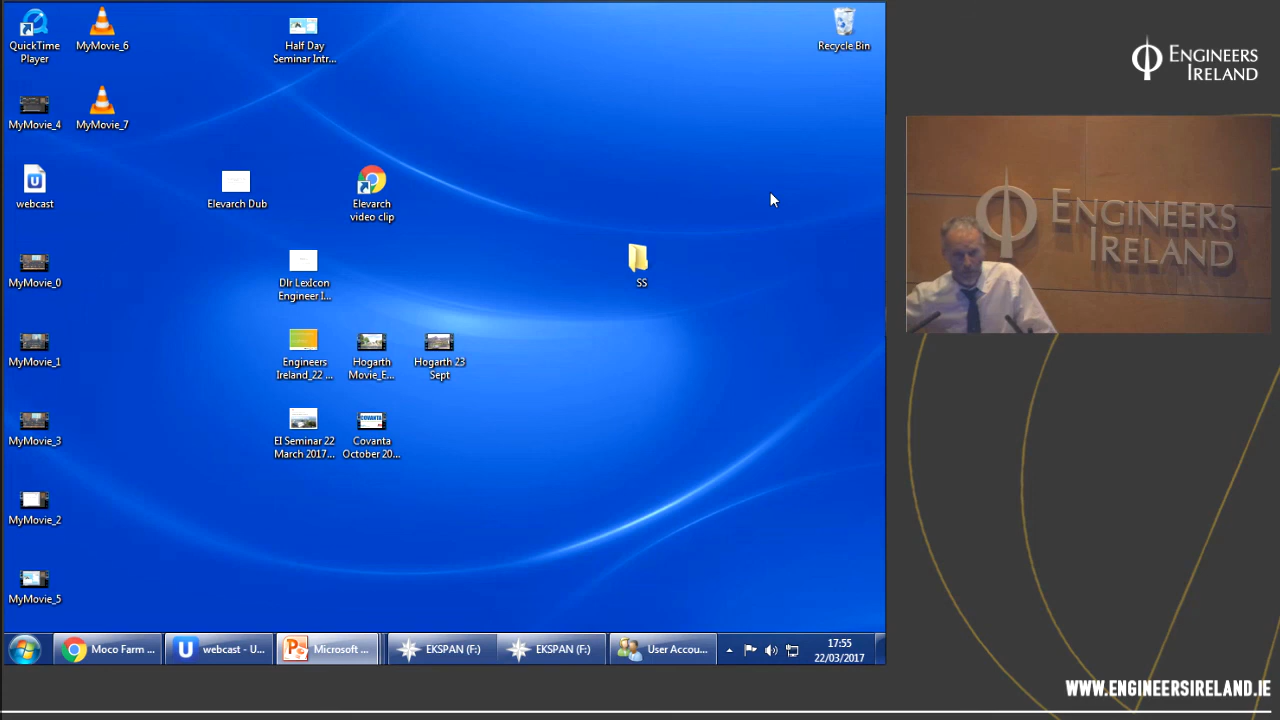 QuickTime
Player
MyMovie_6
Half Day
Seminar Intr...
Recycle Bin
MyMovie_4
MyMovie_7
webcast
Elevarch Dub
Elevarch
video clip
MyMovie_0
Dlr Lexicon
Engineer I...
SS
MyMovie_1
Engineers
Ireland_22 ...
Hogarth
Movie_E...
Hogarth 23
Sept
MyMovie_3
EI Seminar 22
March 2017...
COVANTA
Covanta
October 20...
MyMovie_2
MyMovie_5
Moco Farm ...
webcast - U...
Microsoft ...
EKSPAN (F:)
EKSPAN (F:)
User Accou...
17:55
22/03/2017
ENGINEERS
IRELAND
ENGINEERS
IRELAND
WWW.ENGINEERSIRELAND.IE